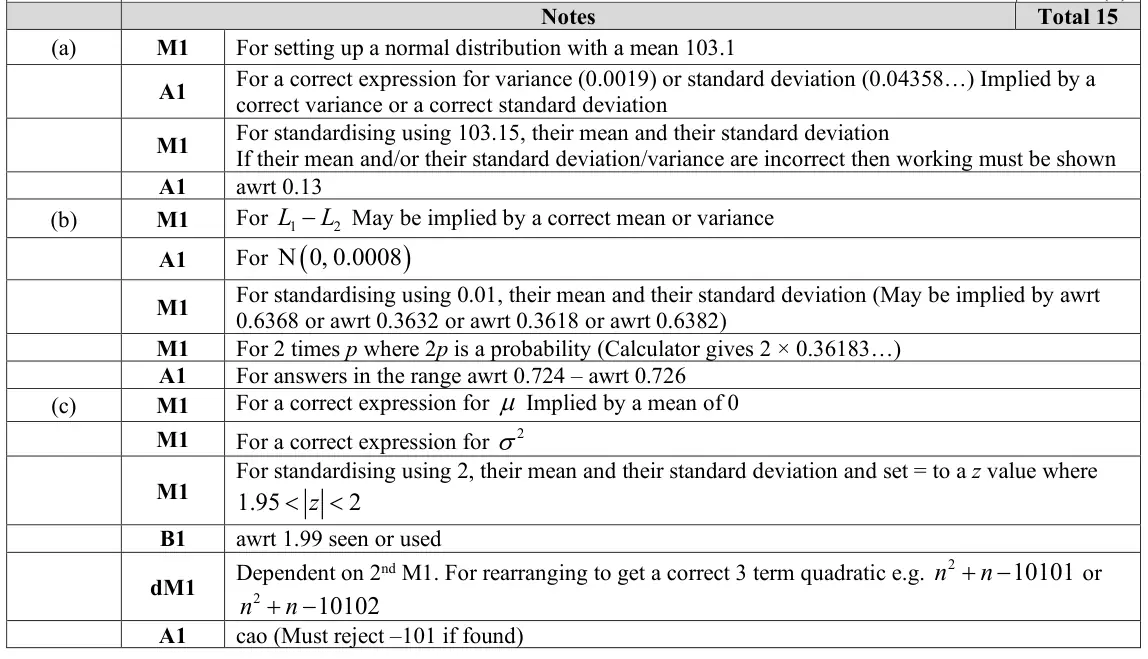 Notes Total 15
(a) M1 For setting up a normal distribution with a mean 103.1
A1 For a correct expression for variance (0.0019) or standard deviation (0.04358…) Implied by a
correct variance or a correct standard deviation
M1 For standardising using 103.15, their mean and their standard deviation
If their mean and/or their standard deviation/variance are incorrect then working must be shown
A1 awrt 0.13
(b) M1 For L₁ − L₂ May be implied by a correct mean or variance
A1 For N(0, 0.0008)
M1 For standardising using 0.01, their mean and their standard deviation (May be implied by awrt
0.6368 or awrt 0.3632 or awrt 0.3618 or awrt 0.6382)
M1 For 2 times p where 2p is a probability (Calculator gives 2 × 0.36183…)
A1 For answers in the range awrt 0.724 – awrt 0.726
(c) M1 For a correct expression for μ Implied by a mean of 0
M1 For a correct expression for σ²
M1 For standardising using 2, their mean and their standard deviation and set = to a z value where
1.95 < |z| < 2
B1 awrt 1.99 seen or used
dM1 Dependent on 2nd M1. For rearranging to get a correct 3 term quadratic e.g. n² + n − 10101 or
n² + n − 10102
A1 cao (Must reject –101 if found)